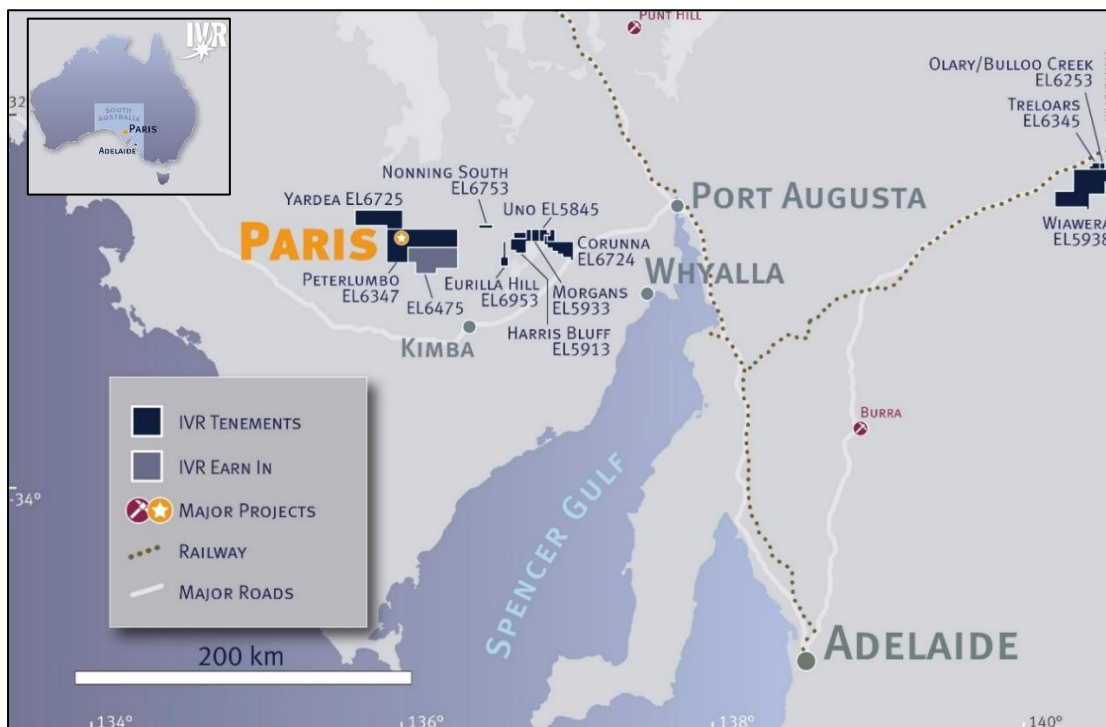 IVR
SOUTH
AUSTRALIA
PARIS
ADELAIDE
32
PUNT HILL
OLARY/BULLOO CREEK
EL6253
TRELOARS
EL6345
NONNING SOUTH
EL6753
YARDEA EL6725
UNO EL5845
PORT AUGUSTA
PARIS
CORUNNA
EL6724
WIAWERA
EL5938
PETERLUMBO
EL6347
EURILLA HILL
EL6953
WHYALLA
EL6475
MORGANS
EL5933
HARRIS BLUFF
EL5913
KIMBA
IVR TENEMENTS
IVR EARN IN
MAJOR PROJECTS
RAILWAY
MAJOR ROADS
BURRA
-34°
SPENCER GULF
200 km
ADELAIDE
134°
136°
138°
140°